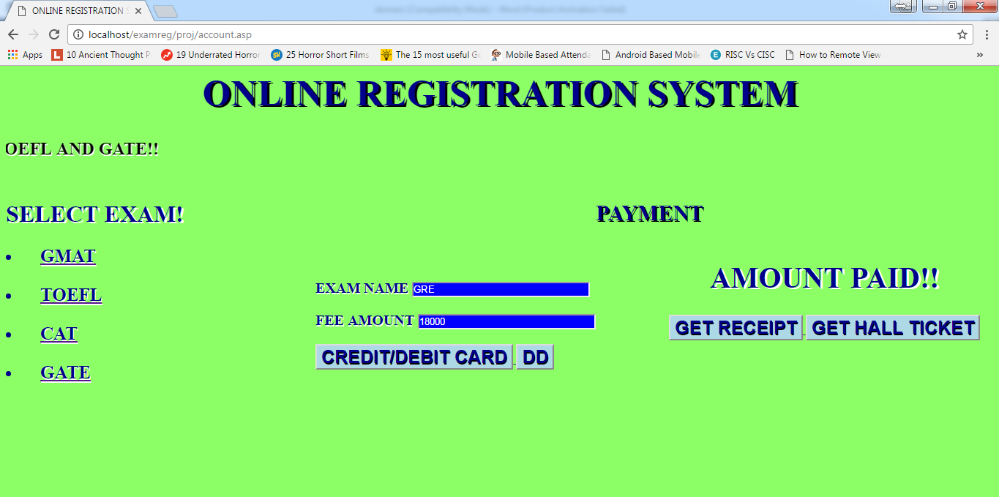 ONLINE REGISTRATION S
localhost/examreg/proj/account.asp
Apps
10 Ancient Thought P
19 Underrated Horror
25 Horror Short Films
The 15 most useful Go
Mobile Based Attenda
Android Based Mobile
RISC Vs CISC
How to Remote View
ONLINE REGISTRATION SYSTEM
OEFL AND GATE!!
SELECT EXAM!
PAYMENT
GMAT
TOEFL
CAT
GATE
EXAM NAME GRE
FEE AMOUNT 18000
CREDIT/DEBIT CARD DD
AMOUNT PAID!!
GET RECEIPT GET HALL TICKET